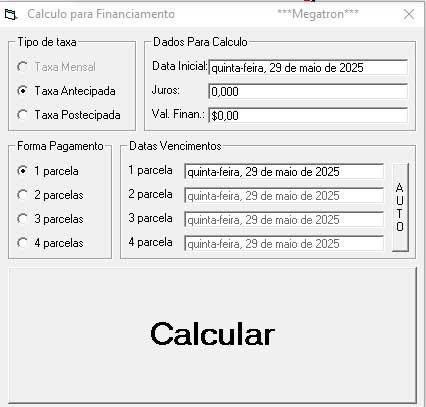 Calculo para Financiamento ***Megatron***
Tipo de taxa
Taxa Mensal
Taxa Antecipada
Taxa Postecipada
Dados Para Calculo
Data Inicial: quinta-feira, 29 de maio de 2025
Juros: 0,000
Val. Finan.: $0,00
Forma Pagamento
1 parcela
2 parcelas
3 parcelas
4 parcelas
Datas Vencimentos
1 parcela quinta-feira, 29 de maio de 2025
2 parcela quinta-feira, 29 de maio de 2025
3 parcela quinta-feira, 29 de maio de 2025
4 parcela quinta-feira, 29 de maio de 2025
A
U
T
O
Calcular